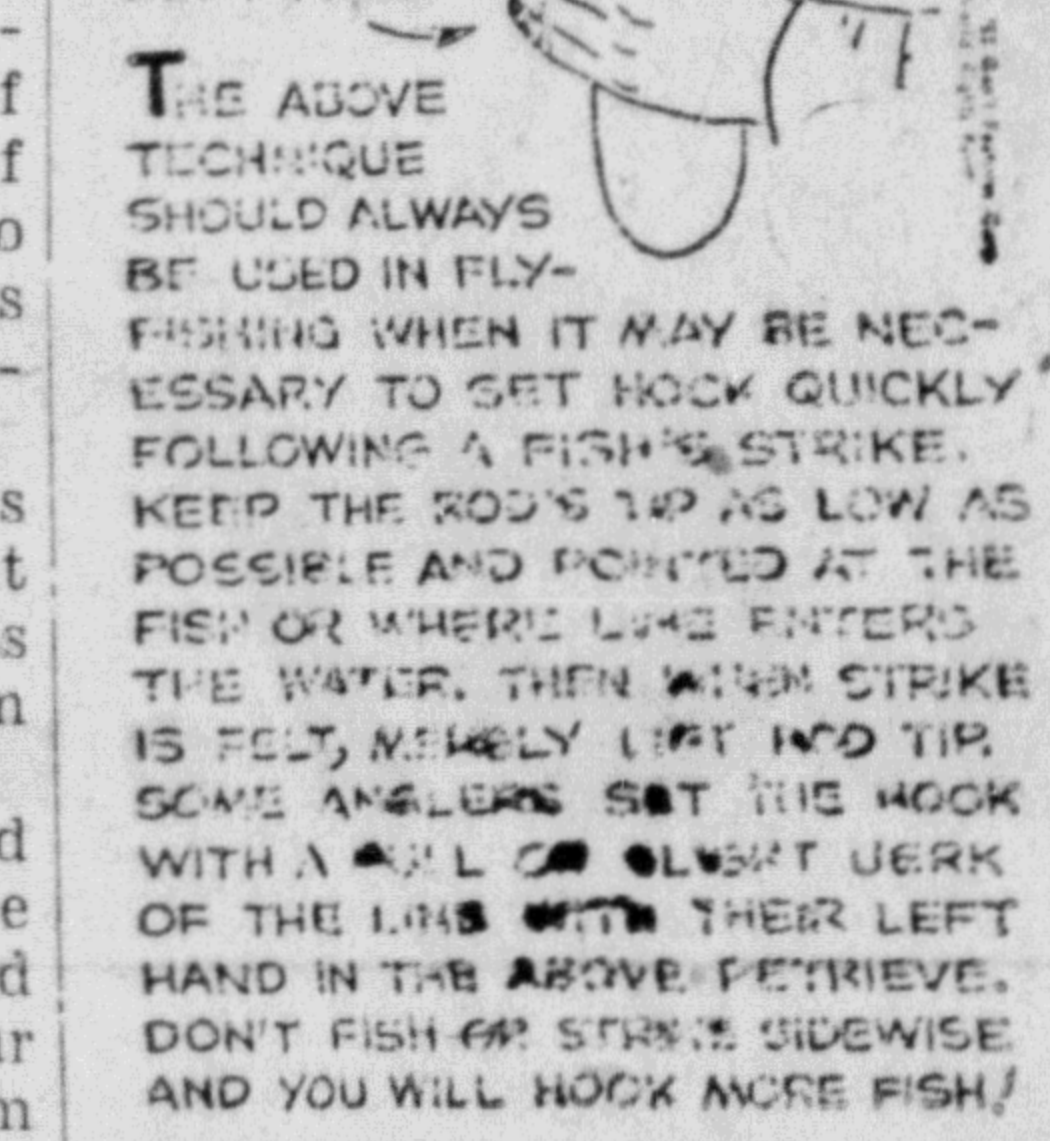 THE ABOVE
TECHNIQUE
SHOULD ALWAYS
BE USED IN FLY-
FISHING WHEN IT MAY BE NEC-
ESSARY TO SET HOOK QUICKLY
FOLLOWING A FISH'S STRIKE.
KEEP THE ROD'S TIP AS LOW AS
POSSIBLE AND POINTED AT THE
FISH OR WHERE LINE ENTERS
THE WATER. THEN WHEN STRIKE
IS FELT, MERELY LIFT ROD TIP.
SOME ANGLERS SET THE HOOK
WITH A PULL OR SLIGHT JERK
OF THE LINE WITH THEIR LEFT
HAND IN THE ABOVE RETRIEVE.
DON'T FISH OR STRIKE SIDEWISE
AND YOU WILL HOOK MORE FISH!